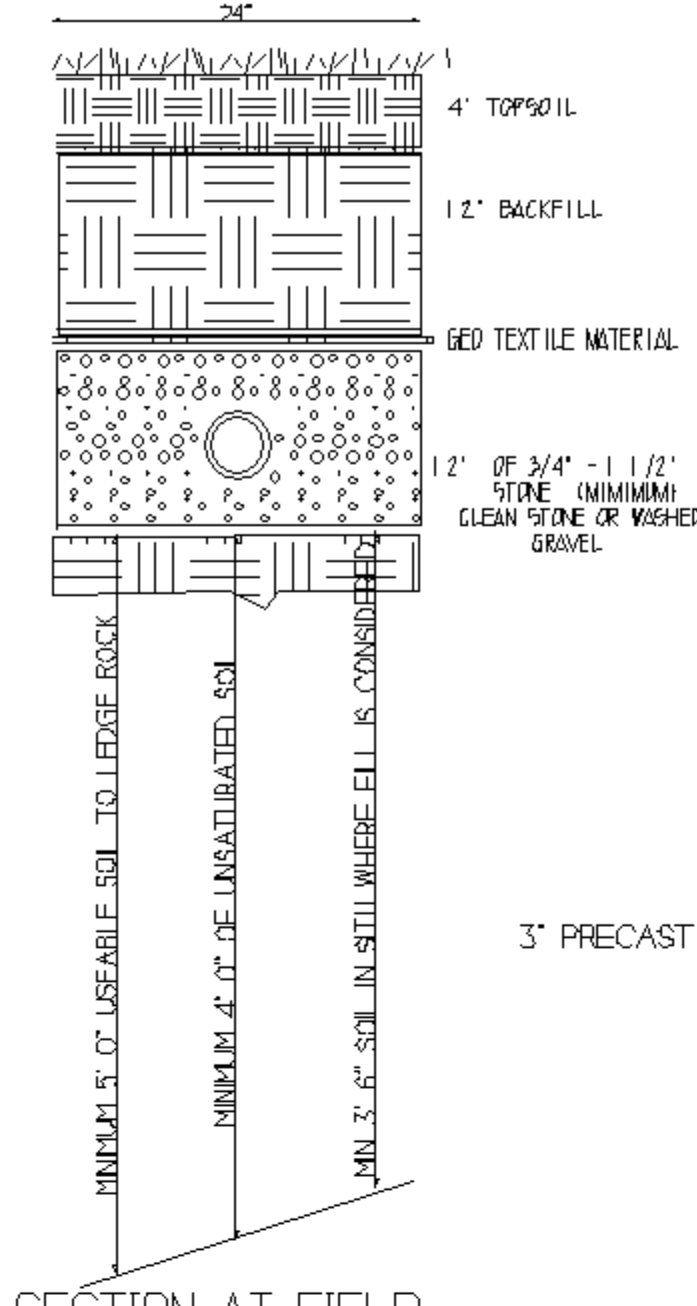 24"
4" TOPSOIL
12" BACKFILL
GEO TEXTILE MATERIAL
12" OF 3/4" - 1 1/2"
STONE (MIMIMUM)
CLEAN STONE OR WASHED
GRAVEL
MINIMUM 5' 0" USEABLE SOIL TO LEDGE ROCK
MINIMUM 4' 0" OF UNSATURATED SOIL
MIN 3' 6" SOIL IN SITU WHERE FILL IS CONSIDERED
3" PRECAST
SECTION AT FIELD